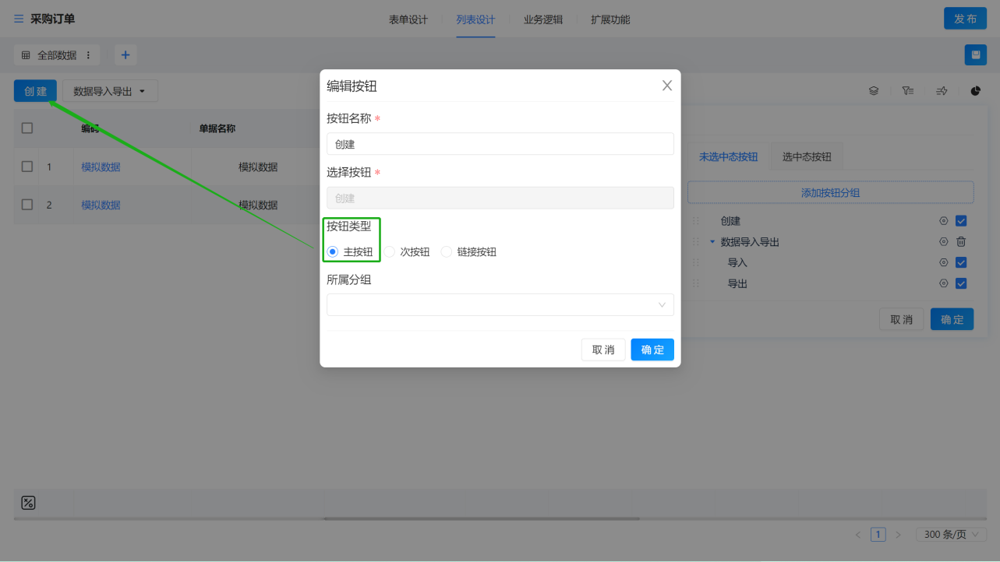 采购订单
表单设计
列表设计
业务逻辑
扩展功能
发布
全部数据
创建
数据导入导出
编码
单据名称
1
模拟数据
模拟数据
2
模拟数据
模拟数据
编辑按钮
按钮名称 *
创建
选择按钮 *
创建
按钮类型
主按钮
次按钮
链接按钮
所属分组
取消
确定
未选中态按钮
选中态按钮
添加按钮分组
创建
数据导入导出
导入
导出
取消
确定
1
300 条/页